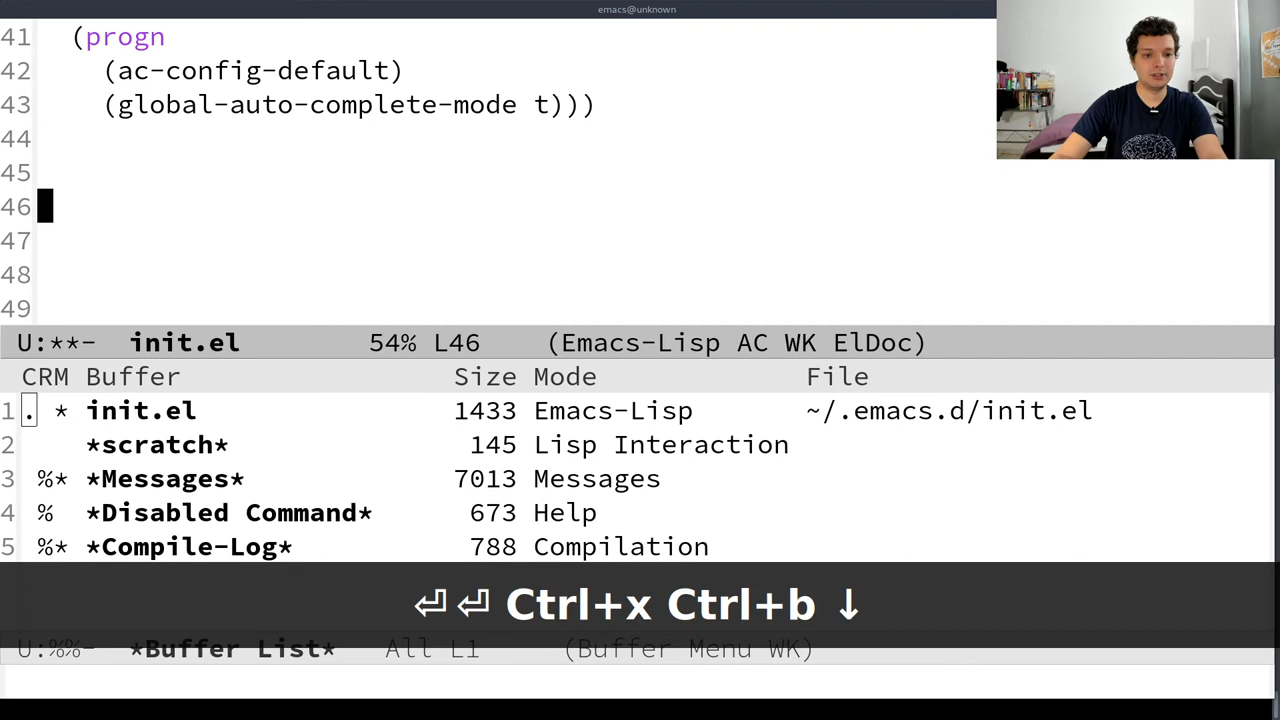 emacs@unknown
41 (progn
42 (ac-config-default)
43 (global-auto-complete-mode t)))
44
45
46
47
48
49
U:**- init.el 54% L46 (Emacs-Lisp AC WK ElDoc)
CRM Buffer Size Mode File
1 . * init.el 1433 Emacs-Lisp ~/.emacs.d/init.el
2 *scratch* 145 Lisp Interaction
3 %* *Messages* 7013 Messages
4 % *Disabled Command* 673 Help
5 %* *Compile-Log* 788 Compilation
⏎⏎ Ctrl+x Ctrl+b ↓
U:%%- *Buffer List* All L1 (Buffer Menu WK)